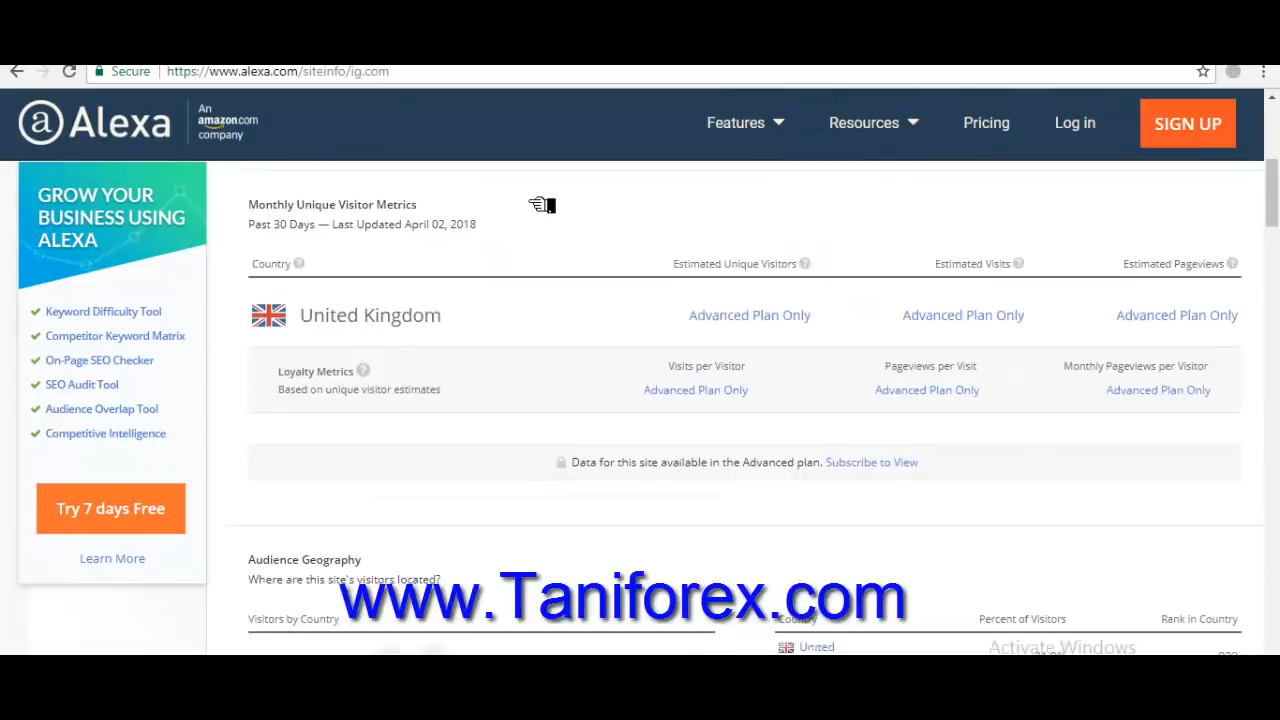 Secure https://www.alexa.com/siteinfo/ig.com
a Alexa An amazon.com company
Features Resources Pricing Log in SIGN UP
GROW YOUR
BUSINESS USING
ALEXA
Keyword Difficulty Tool
Competitor Keyword Matrix
On-Page SEO Checker
SEO Audit Tool
Audience Overlap Tool
Competitive Intelligence
Try 7 days Free
Learn More
Monthly Unique Visitor Metrics
Past 30 Days — Last Updated April 02, 2018
Country ? Estimated Unique Visitors ? Estimated Visits ? Estimated Pageviews ?
United Kingdom Advanced Plan Only Advanced Plan Only Advanced Plan Only
Loyalty Metrics ? Visits per Visitor Pageviews per Visit Monthly Pageviews per Visitor
Based on unique visitor estimates Advanced Plan Only Advanced Plan Only Advanced Plan Only
Data for this site available in the Advanced plan. Subscribe to View
Audience Geography
Where are this site's visitors located?
www.Taniforex.com
Visitors by Country Country Percent of Visitors Rank in Country
United
Activate Windows